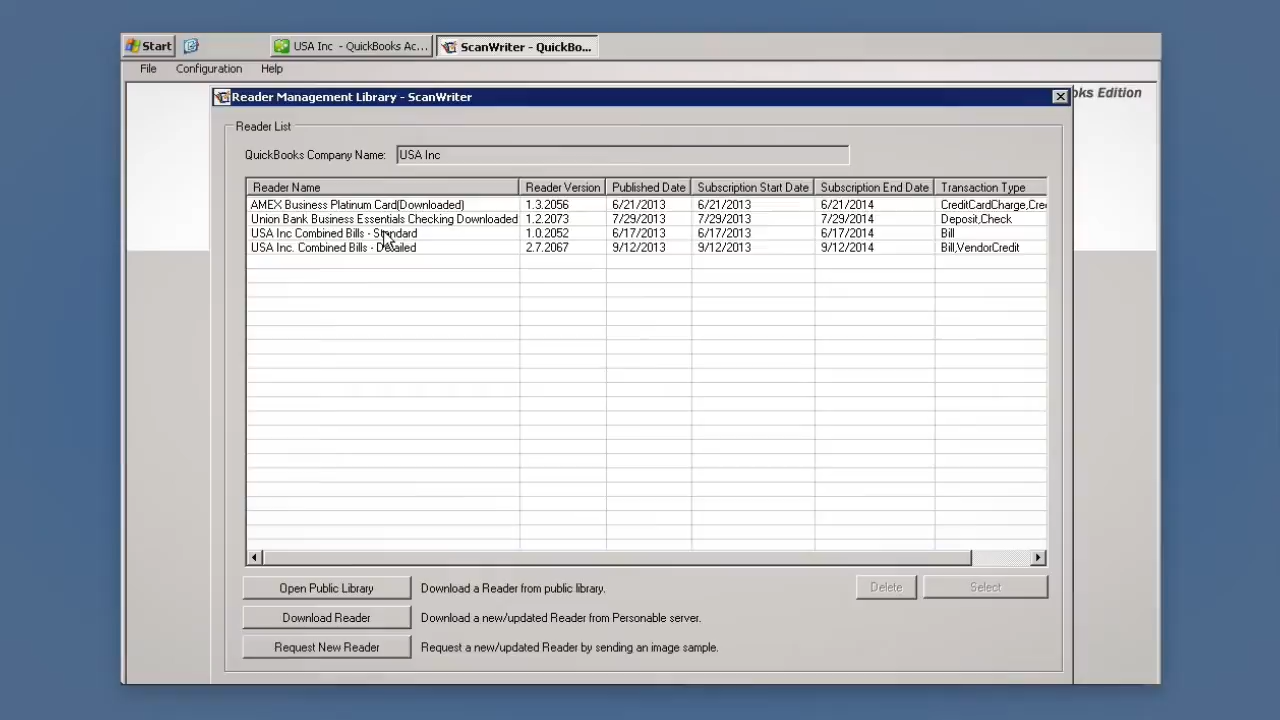 Start USA Inc - QuickBooks Ac... ScanWriter - QuickBo...
File Configuration Help
Reader Management Library - ScanWriter
oks Edition
Reader List
QuickBooks Company Name: USA Inc
Reader Name Reader Version Published Date Subscription Start Date Subscription End Date Transaction Type
AMEX Business Platinum Card(Downloaded) 1.3.2056 6/21/2013 6/21/2013 6/21/2014 CreditCardCharge,Cre
Union Bank Business Essentials Checking Downloaded 1.2.2073 7/29/2013 7/29/2013 7/29/2014 Deposit,Check
USA Inc Combined Bills - Standard 1.0.2052 6/17/2013 6/17/2013 6/17/2014 Bill
USA Inc. Combined Bills - Detailed 2.7.2067 9/12/2013 9/12/2013 9/12/2014 Bill,VendorCredit
Open Public Library Download a Reader from public library. Delete Select
Download Reader Download a new/updated Reader from Personable server.
Request New Reader Request a new/updated Reader by sending an image sample.